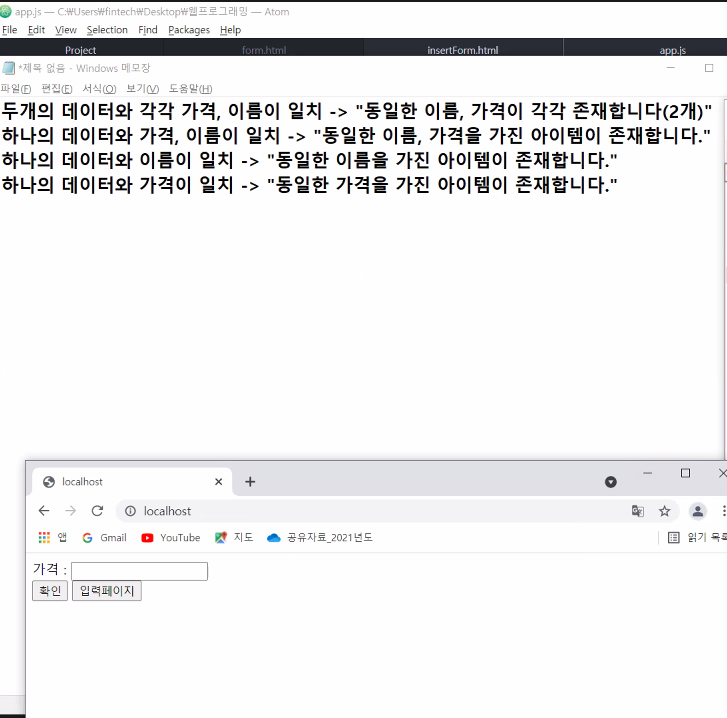 app.js — C:₩Users₩fintech₩Desktop₩웹프로그래밍 — Atom
File Edit View Selection Find Packages Help
Project form.html insertForm.html app.js
*제목 없음 - Windows 메모장
파일(F) 편집(E) 서식(O) 보기(V) 도움말(H)
두개의 데이터와 각각 가격, 이름이 일치 -> "동일한 이름, 가격이 각각 존재합니다(2개)"
하나의 데이터와 가격, 이름이 일치 -> "동일한 이름, 가격을 가진 아이템이 존재합니다."
하나의 데이터와 이름이 일치 -> "동일한 이름을 가진 아이템이 존재합니다."
하나의 데이터와 가격이 일치 -> "동일한 가격을 가진 아이템이 존재합니다."
localhost
localhost
앱 Gmail YouTube 지도 공유자료_2021년도 읽기 목록
가격 :
확인 입력페이지